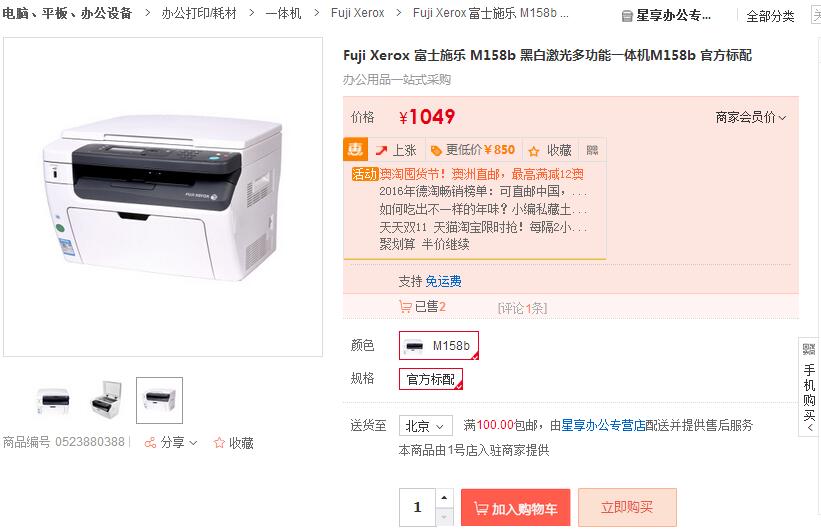 电脑、平板、办公设备 > 办公打印/耗材 > 一体机 > Fuji Xerox > Fuji Xerox 富士施乐 M158b ...
星享办公专...
全部分类
Fuji Xerox 富士施乐 M158b 黑白激光多功能一体机M158b 官方标配
办公用品一站式采购
价格 ¥1049
商家会员价
惠 上涨 更低价¥850 收藏
活动 澳淘囤货节！澳洲直邮，最高满减12澳
2016年德淘畅销榜单：可直邮中国，...
如何吃出不一样的年味？小编私藏土...
天天双11 天猫淘宝限时抢！每隔2小...
聚划算 半价继续
支持 免运费
已售2 [评论1条]
颜色 M158b
规格 官方标配
送货至 北京 满100.00包邮，由星享办公专营店配送并提供售后服务
本商品由1号店入驻商家提供
1 加入购物车 立即购买
FUJI XEROX
商品编号 0523880388 分享 收藏
手机购买 <